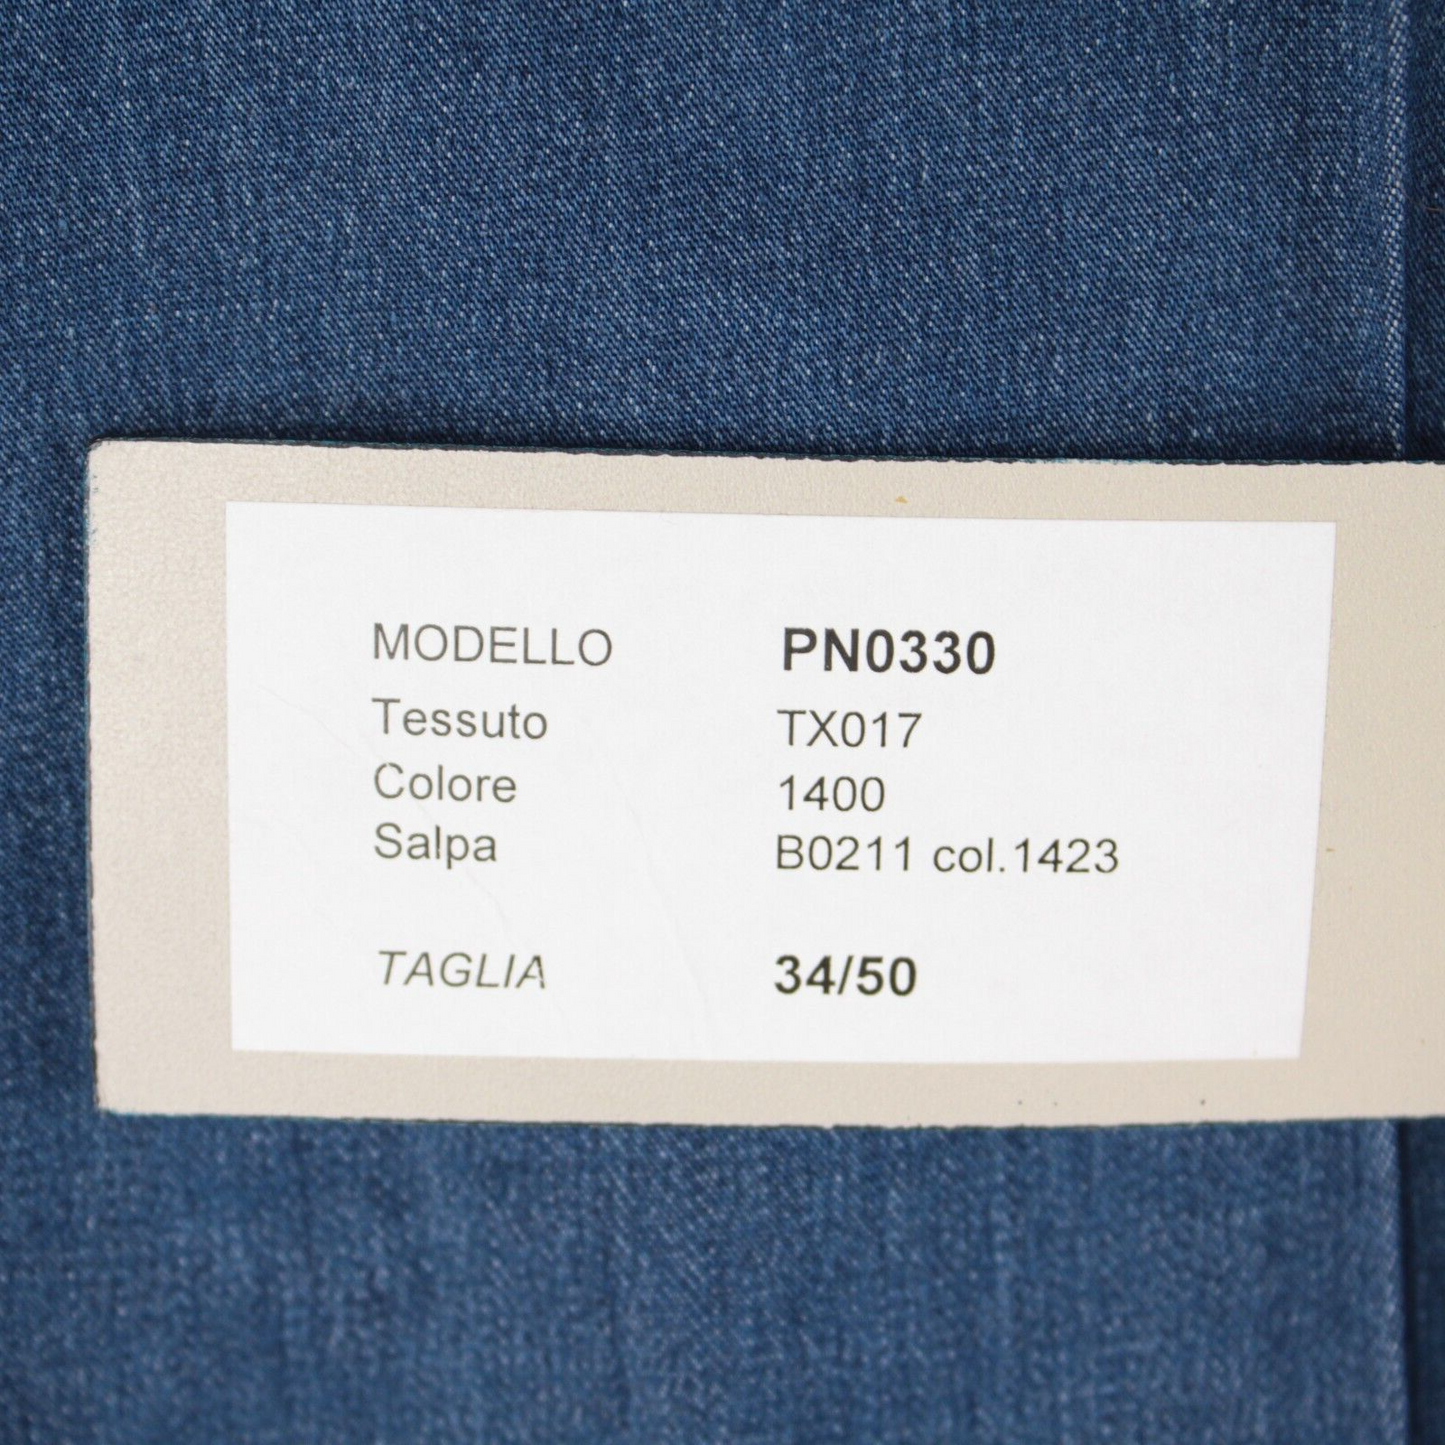 MODELLO PN0330
Tessuto TX017
Colore 1400
Salpa B0211 col.1423
TAGLIA 34/50